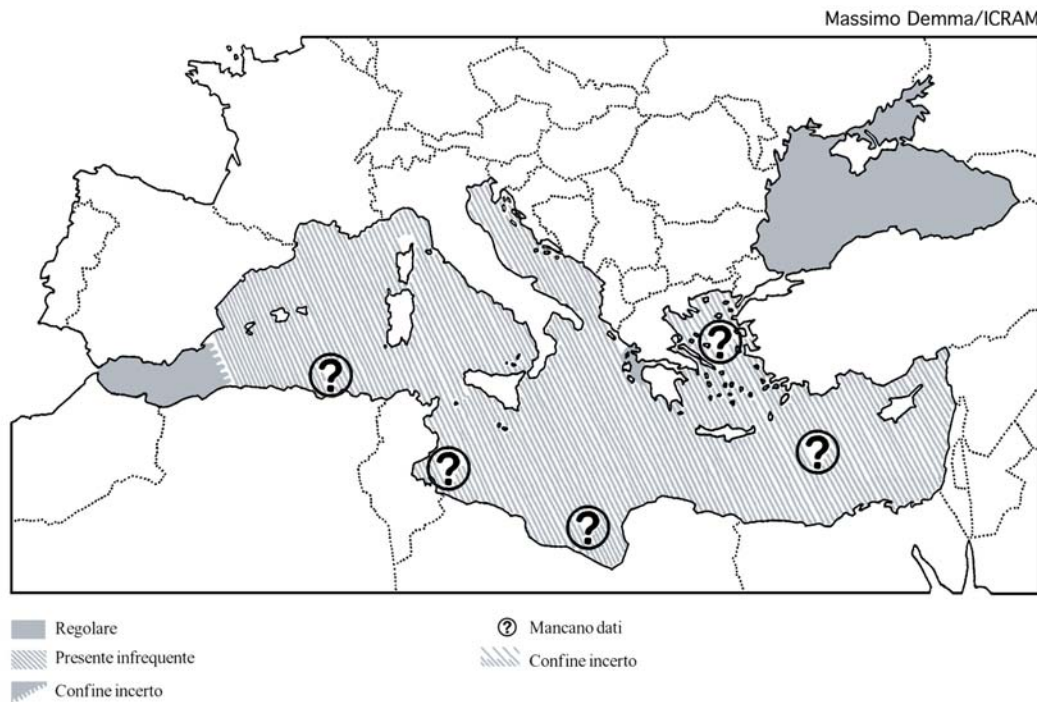 Massimo Demma/ICRAM
?
?
?
?
?
Regolare
Presente infrequente
Confine incerto
? Mancano dati
Confine incerto